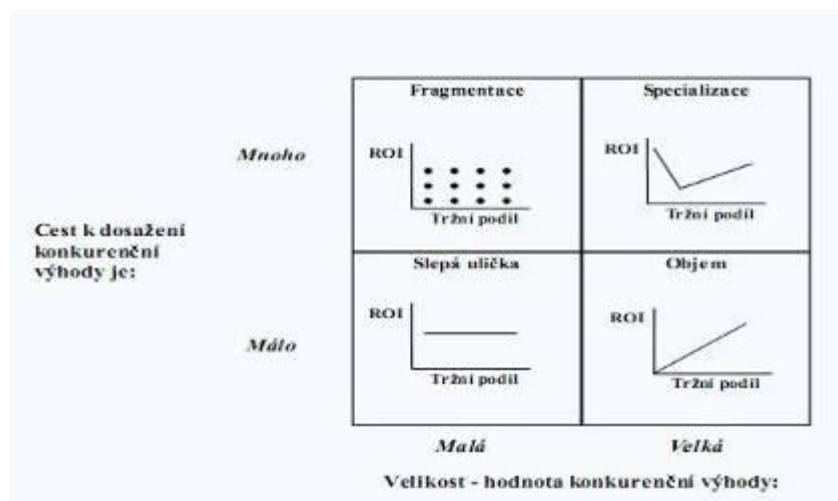 Fragmentace
Specializace
Mnoho
ROI
ROI
Tržní podíl
Tržní podíl
Cest k dosažení
konkurenční
výhody je:
Slepá ulička
Objem
Málo
ROI
ROI
Tržní podíl
Tržní podíl
Malá
Velká
Velikost - hodnota konkurenční výhody: